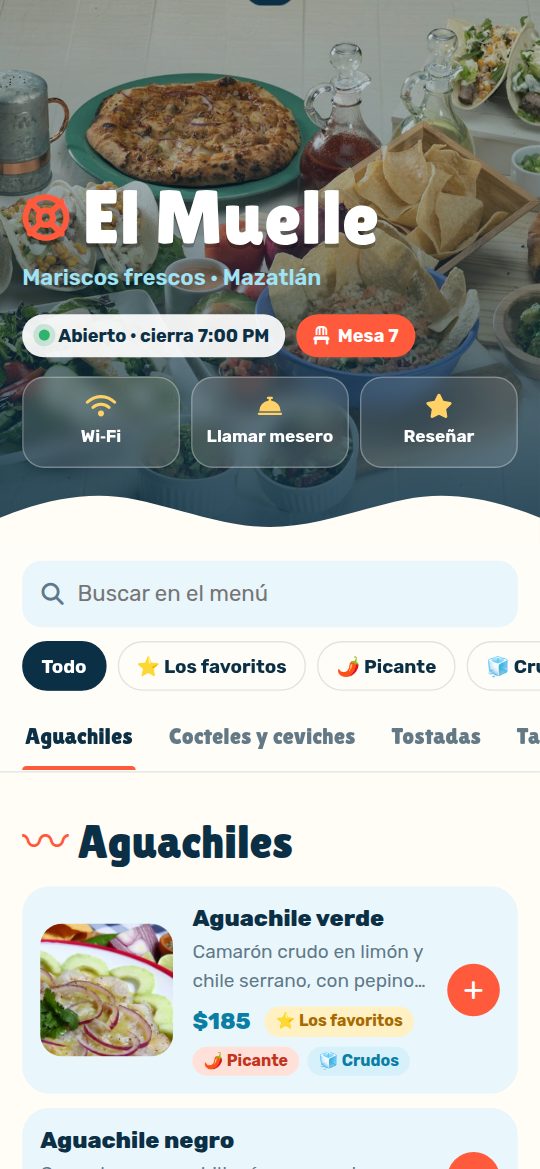 El Muelle
Mariscos frescos • Mazatlán
Abierto • cierra 7:00 PM
Mesa 7
Wi-Fi
Llamar mesero
Reseñar
Buscar en el menú
Todo
Los favoritos
Picante
Cru
Aguachiles
Cocteles y ceviches
Tostadas
Ta
Aguachiles
Aguachile verde
Camarón crudo en limón y
chile serrano, con pepino…
$185
Los favoritos
Picante
Crudos
Aguachile negro